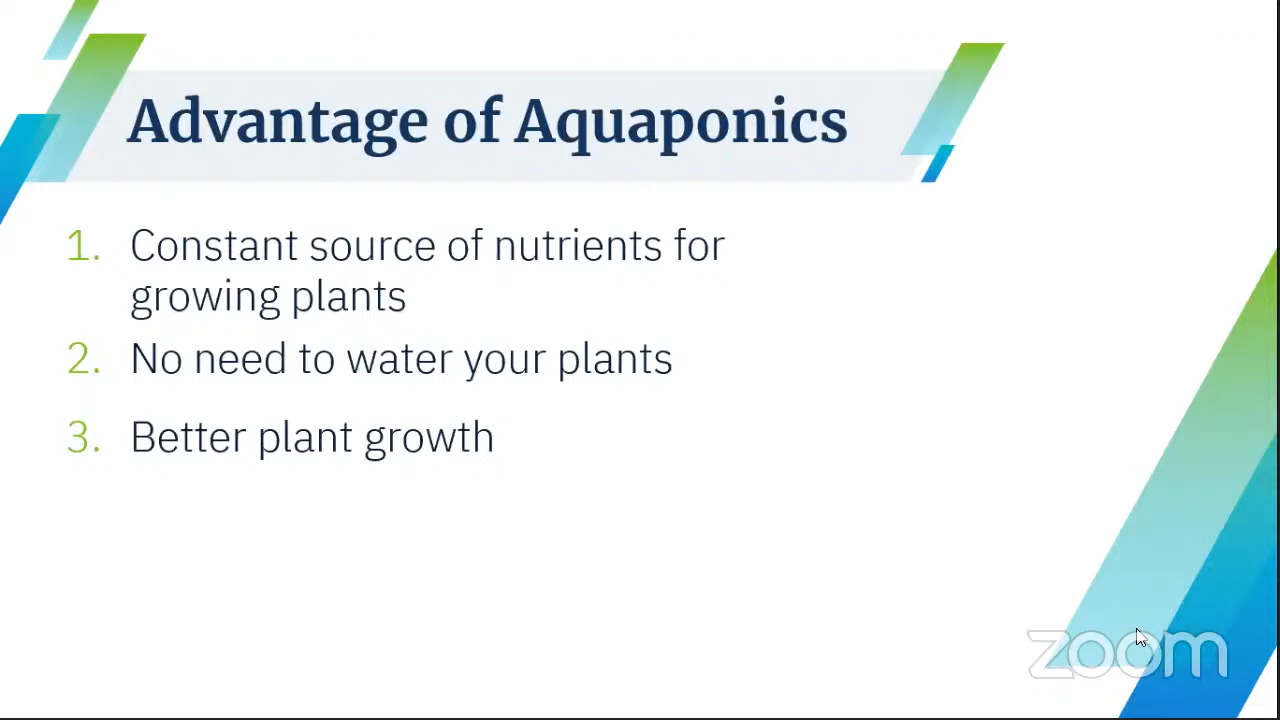 Advantage of Aquaponics
1. Constant source of nutrients for
growing plants
2. No need to water your plants
3. Better plant growth
zoom